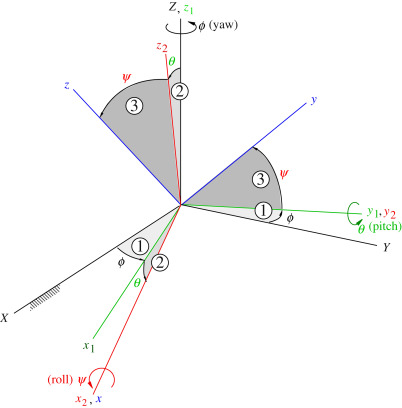 Z, z₁
ϕ (yaw)
z₂
θ
ψ
②
z
③
y
ψ
③
①
y₁,y₂
ϕ
θ (pitch)
Y
①
ϕ
②
θ
X
x₁
(roll) ψ
x₂, x